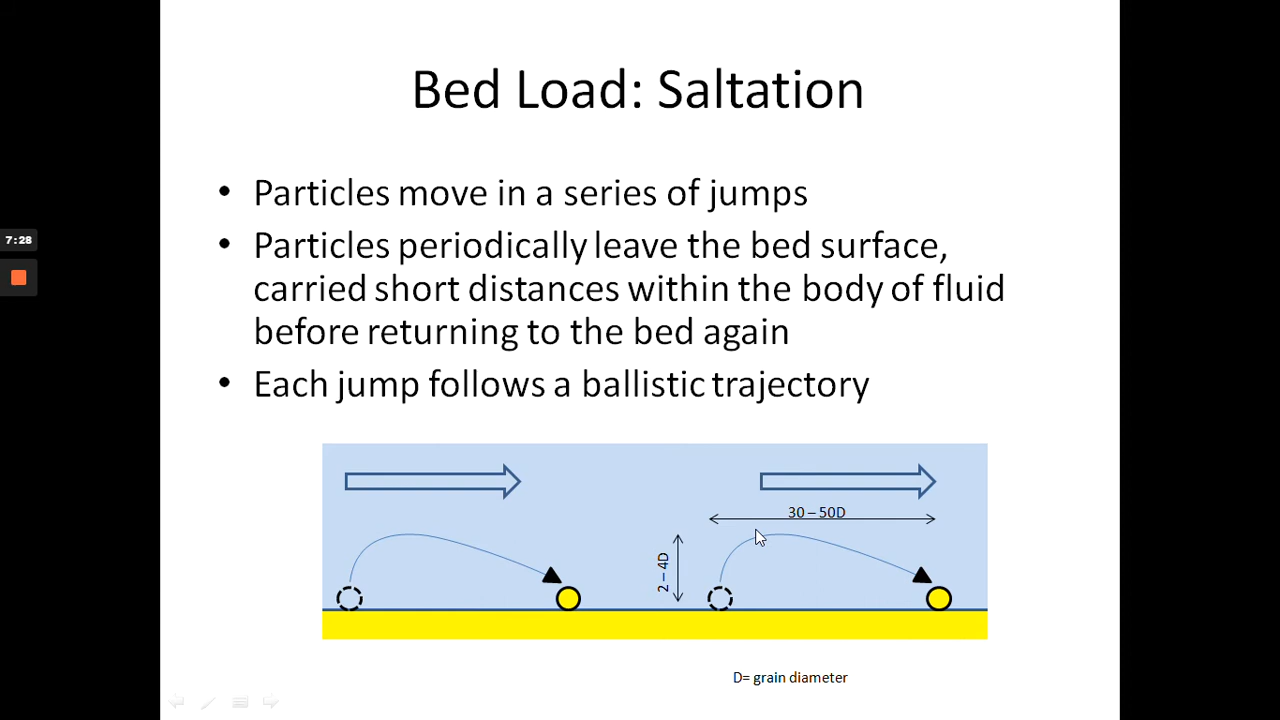 Bed Load: Saltation
• Particles move in a series of jumps
• Particles periodically leave the bed surface,
carried short distances within the body of fluid
before returning to the bed again
• Each jump follows a ballistic trajectory
7:28
30 – 50D
2 – 4D
D= grain diameter